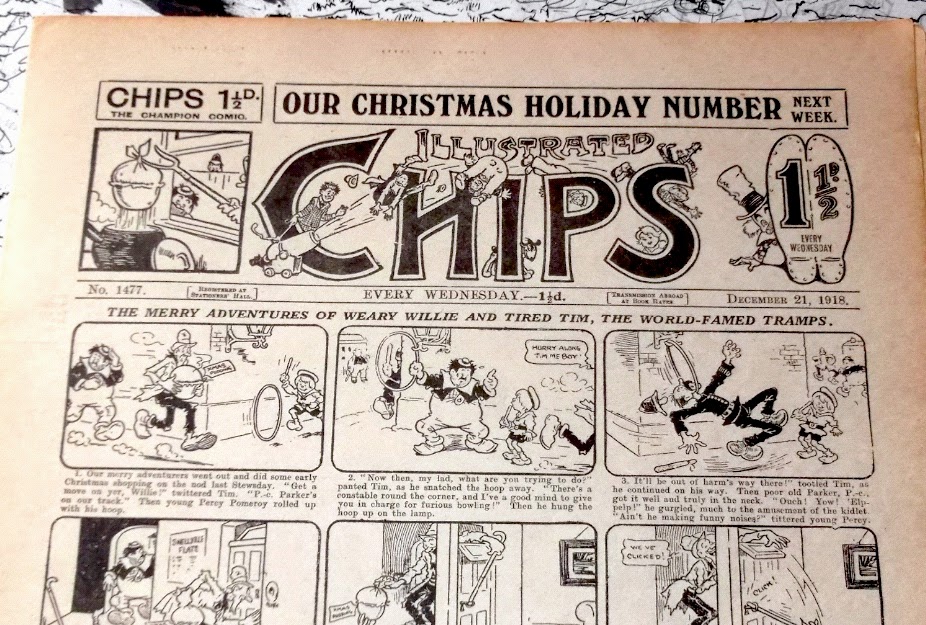 CHIPS 1½D.
THE CHAMPION COMIC.
OUR CHRISTMAS HOLIDAY NUMBER NEXT WEEK.
ILLUSTRATED
CHIPS
1½D.
EVERY
WEDNESDAY
No. 1477.
REGISTERED AT
STATIONERS' HALL.
EVERY WEDNESDAY.—1½d.
TRANSMISSION ABROAD
AT BOOK RATES.
DECEMBER 21, 1918.
THE MERRY ADVENTURES OF WEARY WILLIE AND TIRED TIM, THE WORLD-FAMED TRAMPS.
XMAS
PUDDING
HURRY ALONG
TIM ME BOY!
1. Our merry adventurers went out and did some early
Christmas shopping on the nod last Stewsday. "Get a
move on yer, Willie!" twittered Tim. "P.-c. Parker's
on our track." Then young Percy Pomeroy rolled up
with his hoop.
2. "Now then, my lad, what are you trying to do?"
panted Tim, as he snatched the hoop away. "There's a
constable round the corner, and I've a good mind to give
you in charge for furious bowling!" Then he hung the
hoop up on the lamp.
3. It'll be out of harm's way there!" tootled Tim, as
he continued on his way. Then poor old Parker, P.-c.,
got it well and truly in the neck. "Ouch! Yow! 'Elp-
pelp!" he gurgled, much to the amusement of the kidlet
"Ain't he making funny noises?" tittered young Percy.
FLATS
XMAS
PUDDING
WE'VE
CLICKED!
CLICK!